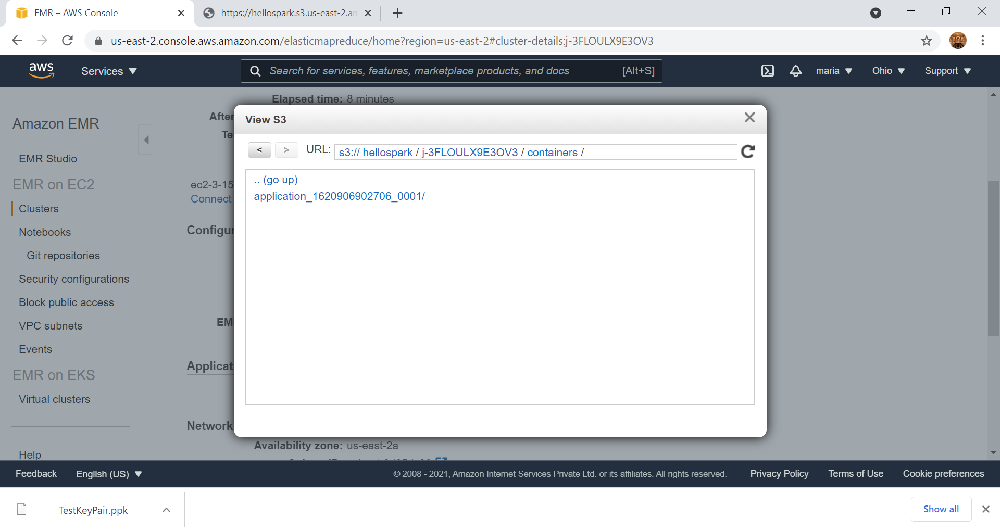 EMR – AWS Console
https://hellospark.s3.us-east-2.am
us-east-2.console.aws.amazon.com/elasticmapreduce/home?region=us-east-2#cluster-details:j-3FLOULX9E3OV3
aws
Services
Search for services, features, marketplace products, and docs [Alt+S]
maria
Ohio
Support
Amazon EMR
EMR Studio
EMR on EC2
Clusters
Notebooks
Git repositories
Security configurations
Block public access
VPC subnets
Events
EMR on EKS
Virtual clusters
Help
Elapsed time: 8 minutes
After
Te
ec2-3-15
Connect
Configur
EM
Applicat
Network
View S3
< > URL: s3:// hellospark / j-3FLOULX9E3OV3 / containers /
.. (go up)
application_1620906902706_0001/
Availability zone: us-east-2a
Feedback
English (US)
© 2008 - 2021, Amazon Internet Services Private Ltd. or its affiliates. All rights reserved.
Privacy Policy
Terms of Use
Cookie preferences
TestKeyPair.ppk
Show all